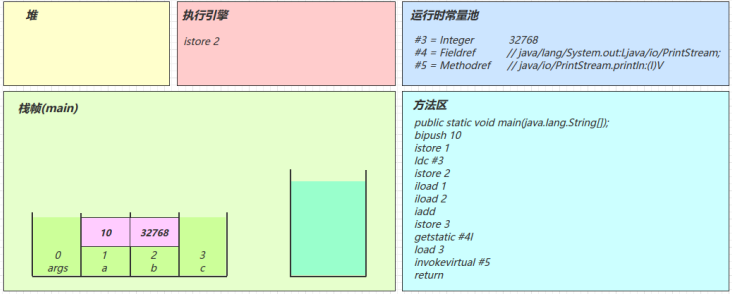 堆
执行引擎
istore 2
运行时常量池
#3 = Integer 32768
#4 = Fieldref // java/lang/System.out:Ljava/io/PrintStream;
#5 = Methodref // java/io/PrintStream.println:(I)V
栈帧(main)
10 32768
0 1 2 3
args a b c
方法区
public static void main(java.lang.String[]);
bipush 10
istore 1
ldc #3
istore 2
iload 1
iload 2
iadd
istore 3
getstatic #4I
load 3
invokevirtual #5
return